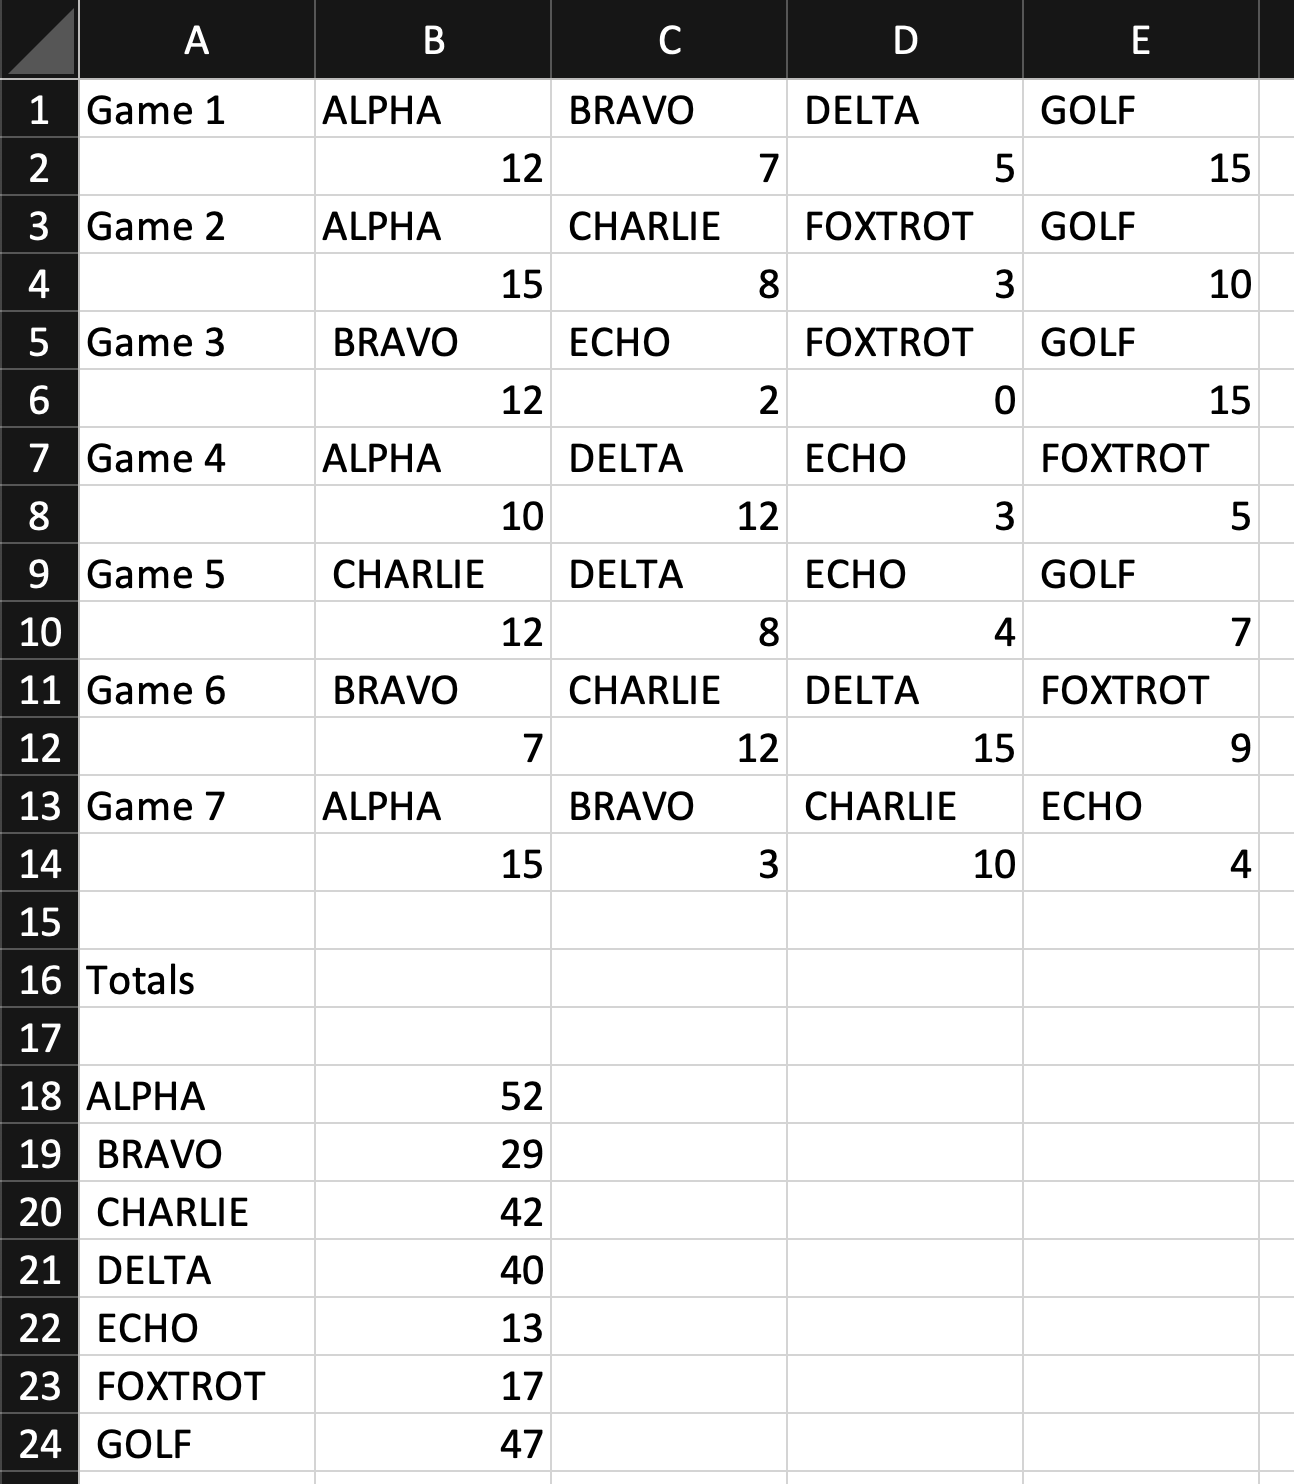 A B C D E
1 Game 1 ALPHA BRAVO DELTA GOLF
2 12 7 5 15
3 Game 2 ALPHA CHARLIE FOXTROT GOLF
4 15 8 3 10
5 Game 3 BRAVO ECHO FOXTROT GOLF
6 12 2 0 15
7 Game 4 ALPHA DELTA ECHO FOXTROT
8 10 12 3 5
9 Game 5 CHARLIE DELTA ECHO GOLF
10 12 8 4 7
11 Game 6 BRAVO CHARLIE DELTA FOXTROT
12 7 12 15 9
13 Game 7 ALPHA BRAVO CHARLIE ECHO
14 15 3 10 4
15
16 Totals
17
18 ALPHA 52
19 BRAVO 29
20 CHARLIE 42
21 DELTA 40
22 ECHO 13
23 FOXTROT 17
24 GOLF 47